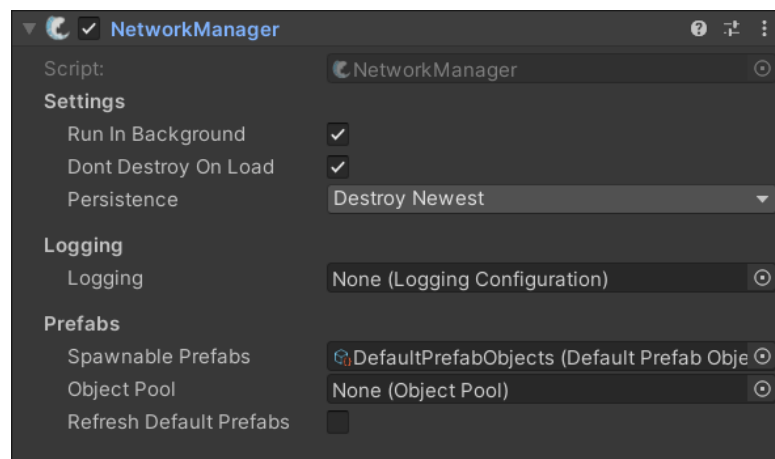 NetworkManager
Script: NetworkManager
Settings
Run In Background
Dont Destroy On Load
Persistence Destroy Newest
Logging
Logging None (Logging Configuration)
Prefabs
Spawnable Prefabs DefaultPrefabObjects (Default Prefab Obje
Object Pool None (Object Pool)
Refresh Default Prefabs